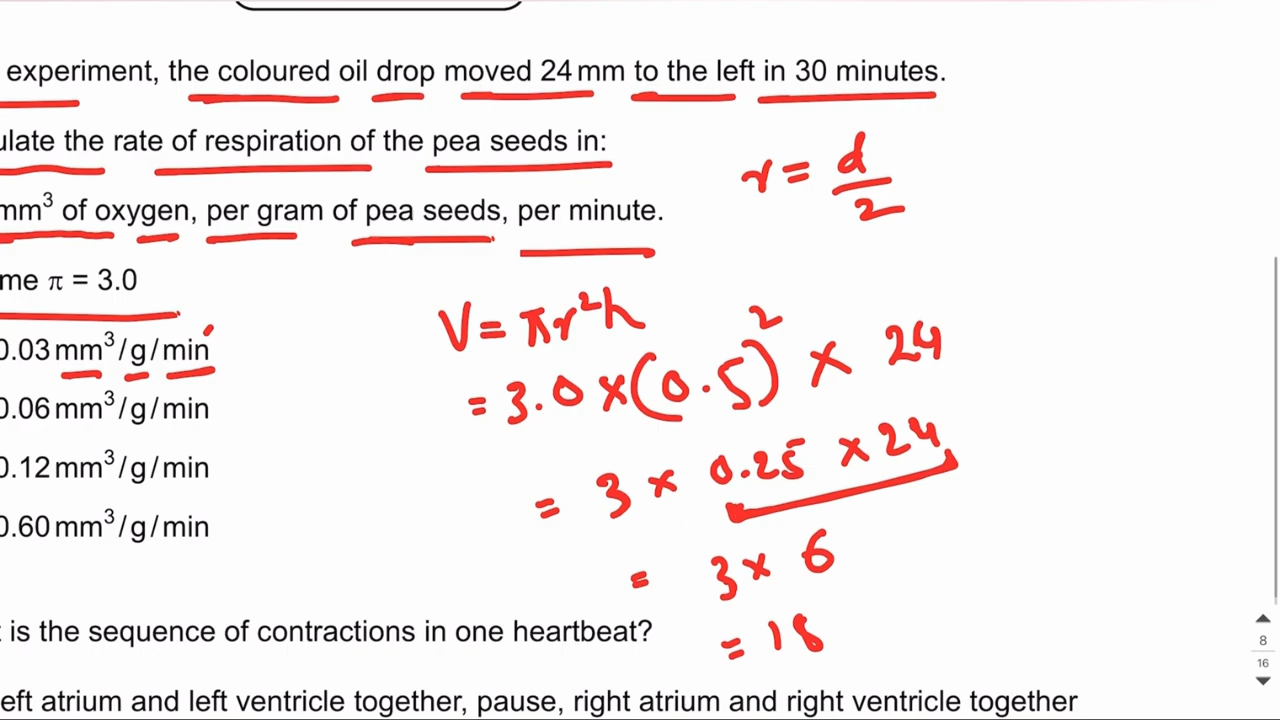 experiment, the coloured oil drop moved 24 mm to the left in 30 minutes.
ulate the rate of respiration of the pea seeds in:
mm³ of oxygen, per gram of pea seeds, per minute.
me π = 3.0
0.03 mm³/g/min
0.06 mm³/g/min
0.12 mm³/g/min
0.60 mm³/g/min
r = d/2
V = πr²h
= 3.0 × (0.5)² × 24
= 3 × 0.25 × 24
= 3 × 6
= 18
is the sequence of contractions in one heartbeat?
eft atrium and left ventricle together, pause, right atrium and right ventricle together
8
16